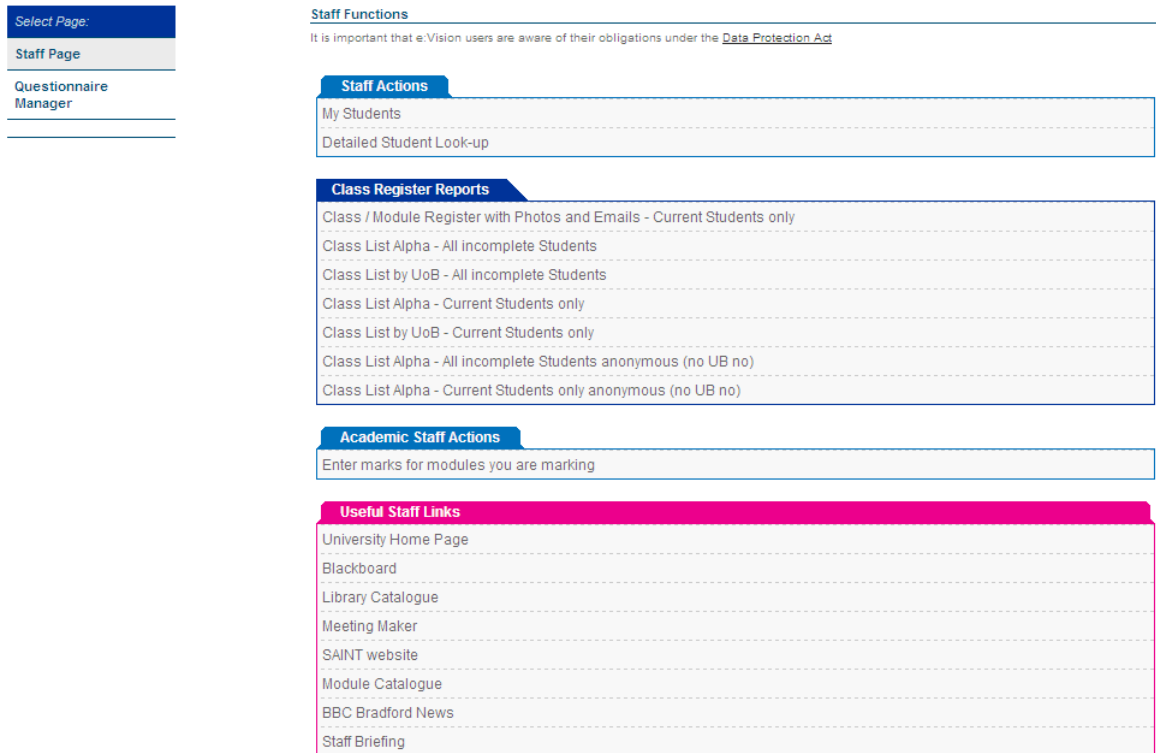 Select Page:
Staff Page
Questionnaire
Manager
Staff Functions
It is important that e:Vision users are aware of their obligations under the Data Protection Act
Staff Actions
My Students
Detailed Student Look-up
Class Register Reports
Class / Module Register with Photos and Emails - Current Students only
Class List Alpha - All incomplete Students
Class List by UoB - All incomplete Students
Class List Alpha - Current Students only
Class List by UoB - Current Students only
Class List Alpha - All incomplete Students anonymous (no UB no)
Class List Alpha - Current Students only anonymous (no UB no)
Academic Staff Actions
Enter marks for modules you are marking
Useful Staff Links
University Home Page
Blackboard
Library Catalogue
Meeting Maker
SAINT website
Module Catalogue
BBC Bradford News
Staff Briefing